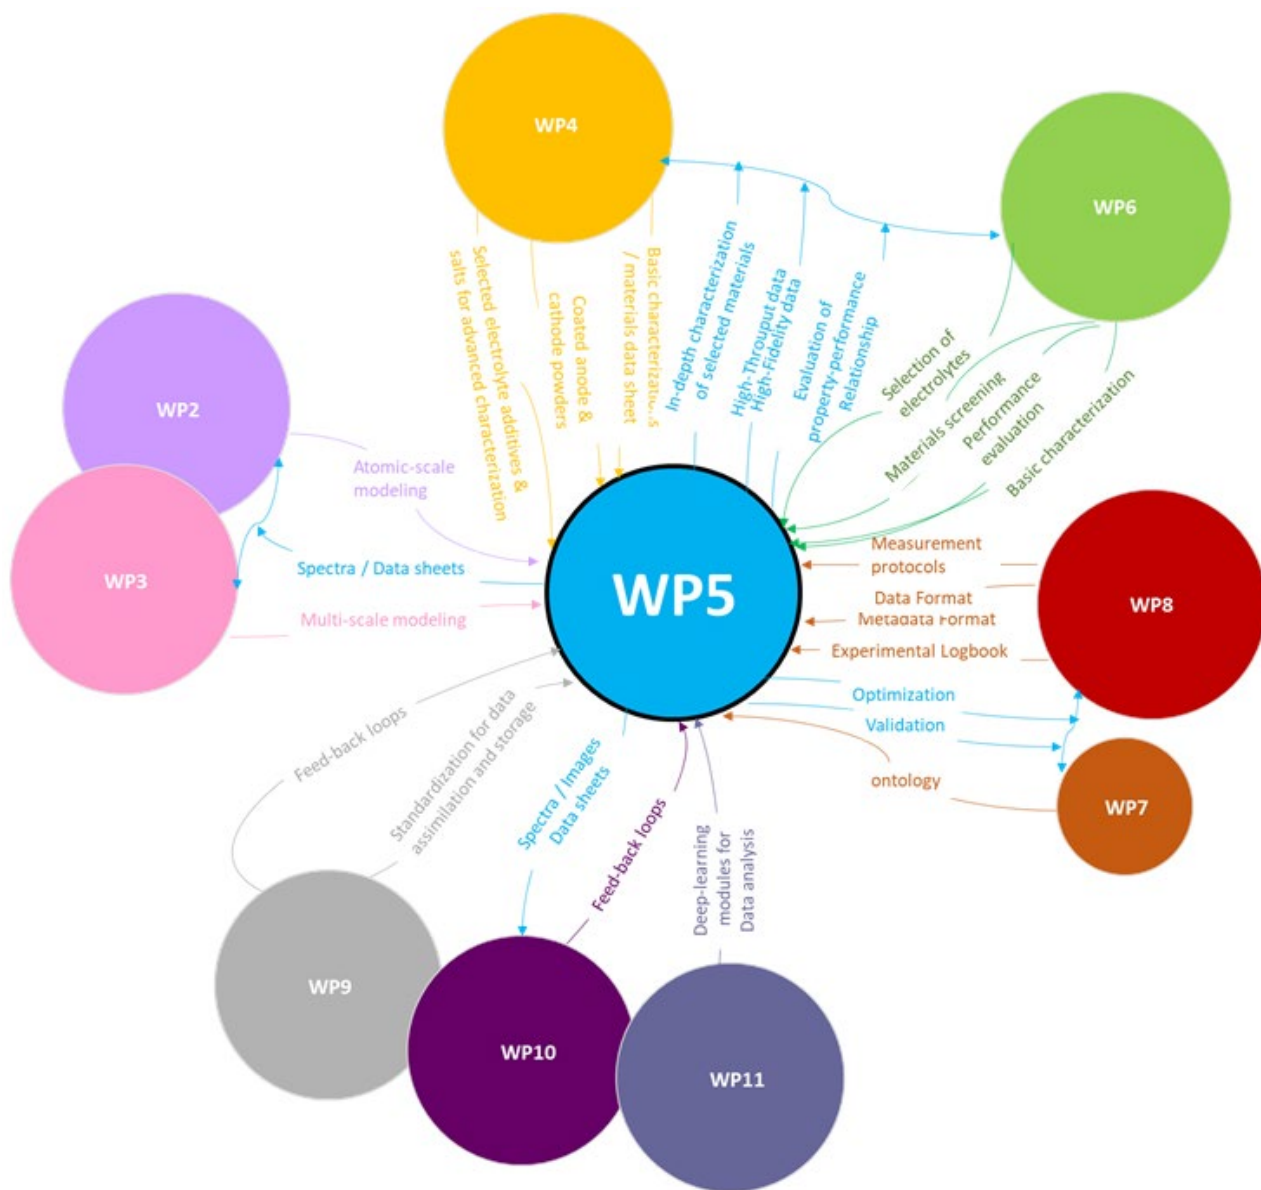 WP4
WP6
Selected electrolyte additives &
salts for advanced characterization
Coated anode &
cathode powders
Basic characterizations
/ materials data sheet
In-depth characterization
of selected materials
High-Throuput data
High-Fidelity data
Evaluation of
property-performance
Relationship
Selection of
electrolytes
Materials screening
Performance
evaluation
Basic characterization
WP2
Atomic-scale
modeling
WP3
Spectra / Data sheets
Multi-scale modeling
WP5
Measurement
protocols
Data Format
Metadata Format
Experimental Logbook
WP8
Optimization
Validation
ontology
WP7
Feed-back loops
Standardization for data
assimilation and storage
Spectra / Images
Data sheets
Feed-back loops
Deep-learning
modules for
Data analysis
WP9
WP10
WP11